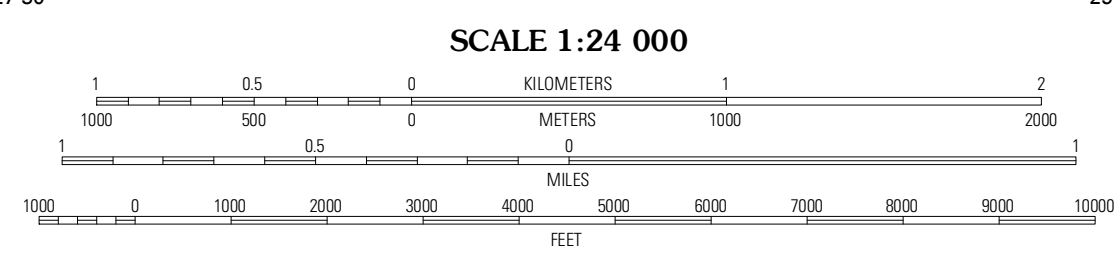 SCALE 1:24 000
1 0.5 0 KILOMETERS 1 2
1000 500 0 METERS 1000 2000
1 0.5 0 1
MILES
1000 0 1000 2000 3000 4000 5000 6000 7000 8000 9000 10000
FEET